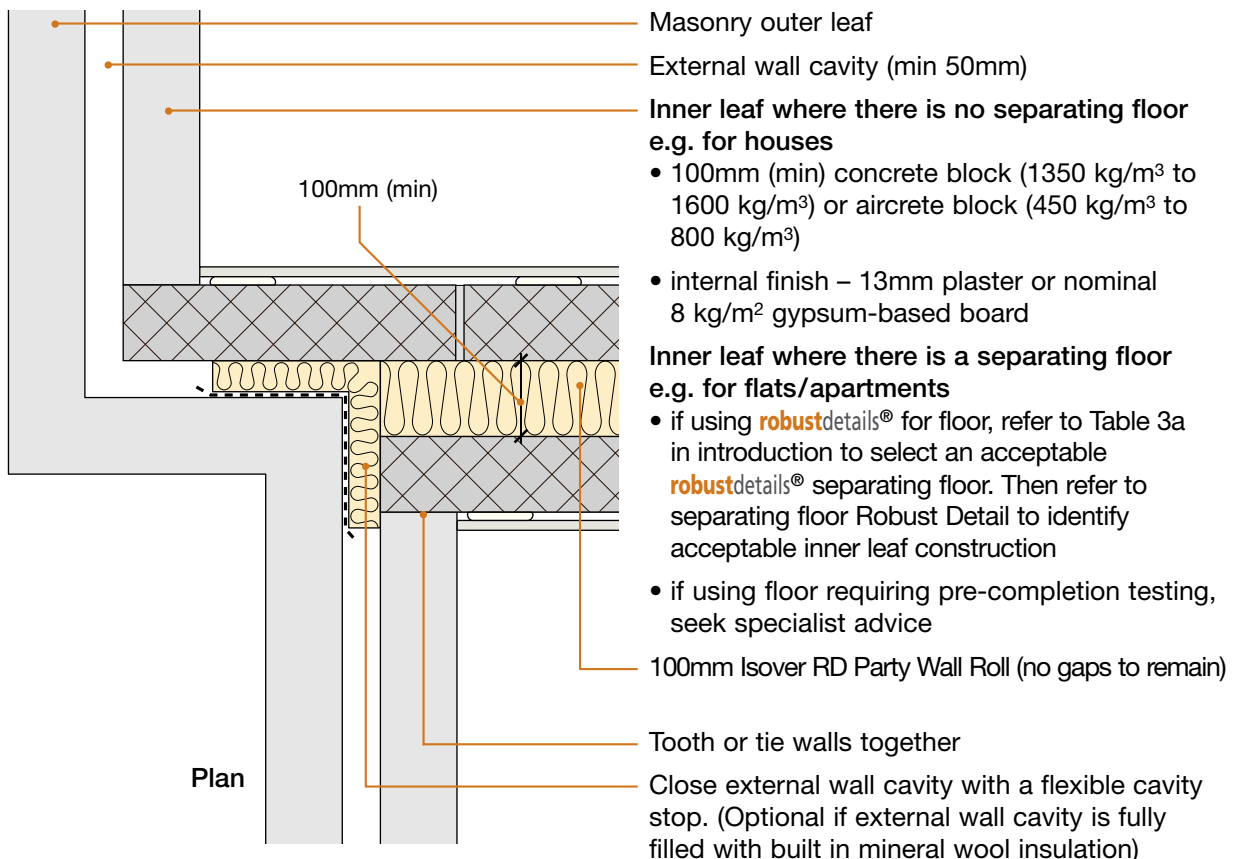 Masonry outer leaf
External wall cavity (min 50mm)
Inner leaf where there is no separating floor
e.g. for houses
• 100mm (min) concrete block (1350 kg/m³ to
1600 kg/m³) or aircrete block (450 kg/m³ to
800 kg/m³)
• internal finish – 13mm plaster or nominal
8 kg/m² gypsum-based board
Inner leaf where there is a separating floor
e.g. for flats/apartments
• if using robustdetails® for floor, refer to Table 3a
in introduction to select an acceptable
robustdetails® separating floor. Then refer to
separating floor Robust Detail to identify
acceptable inner leaf construction
• if using floor requiring pre-completion testing,
seek specialist advice
100mm Isover RD Party Wall Roll (no gaps to remain)
Tooth or tie walls together
Close external wall cavity with a flexible cavity
stop. (Optional if external wall cavity is fully
filled with built in mineral wool insulation)
100mm (min)
Plan